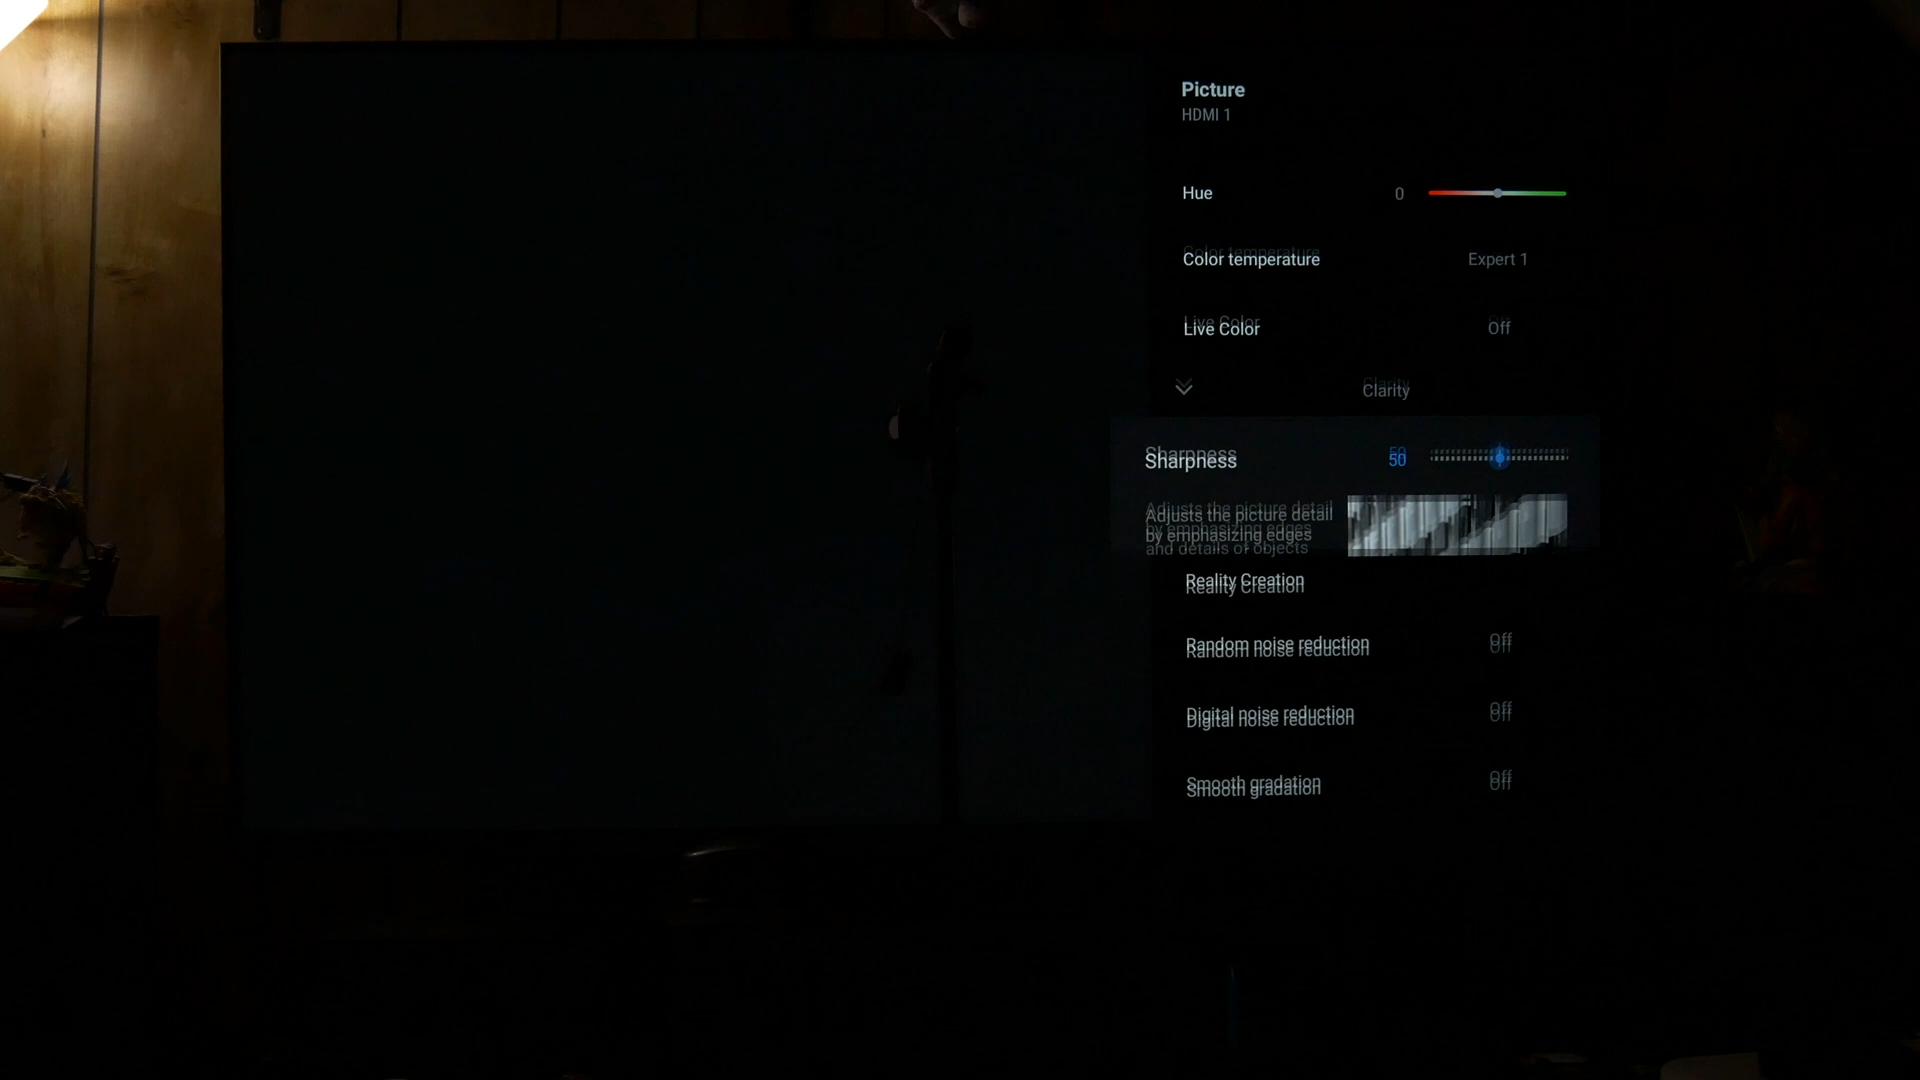 Picture
HDMI 1
Hue 0
Color temperature Expert 1
Live Color Off
Clarity
Sharpness 50
Adjusts the picture detail
by emphasizing edges
and details of objects
Reality Creation
Random noise reduction Off
Digital noise reduction Off
Smooth gradation Off